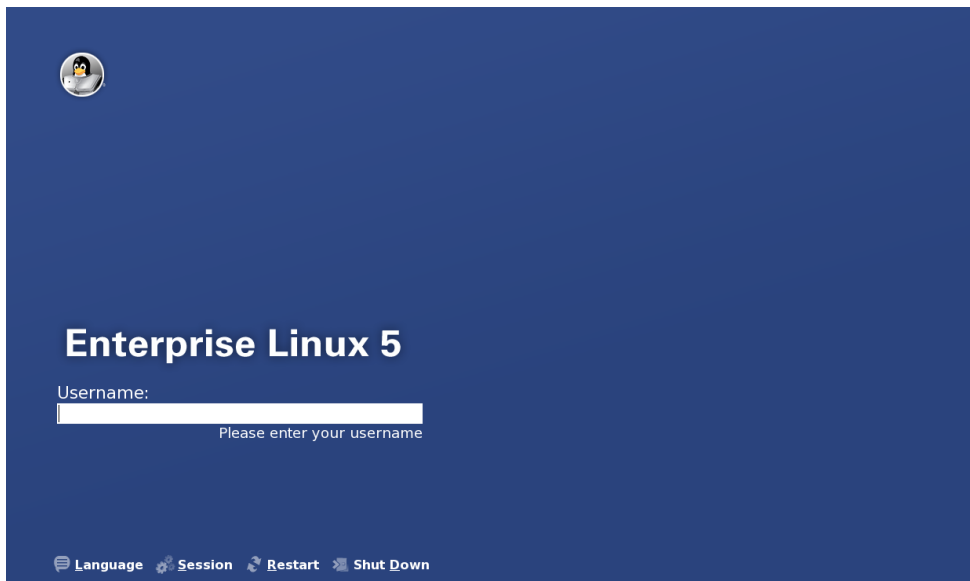 Enterprise Linux 5
Username:
Please enter your username
Language Session Restart Shut Down